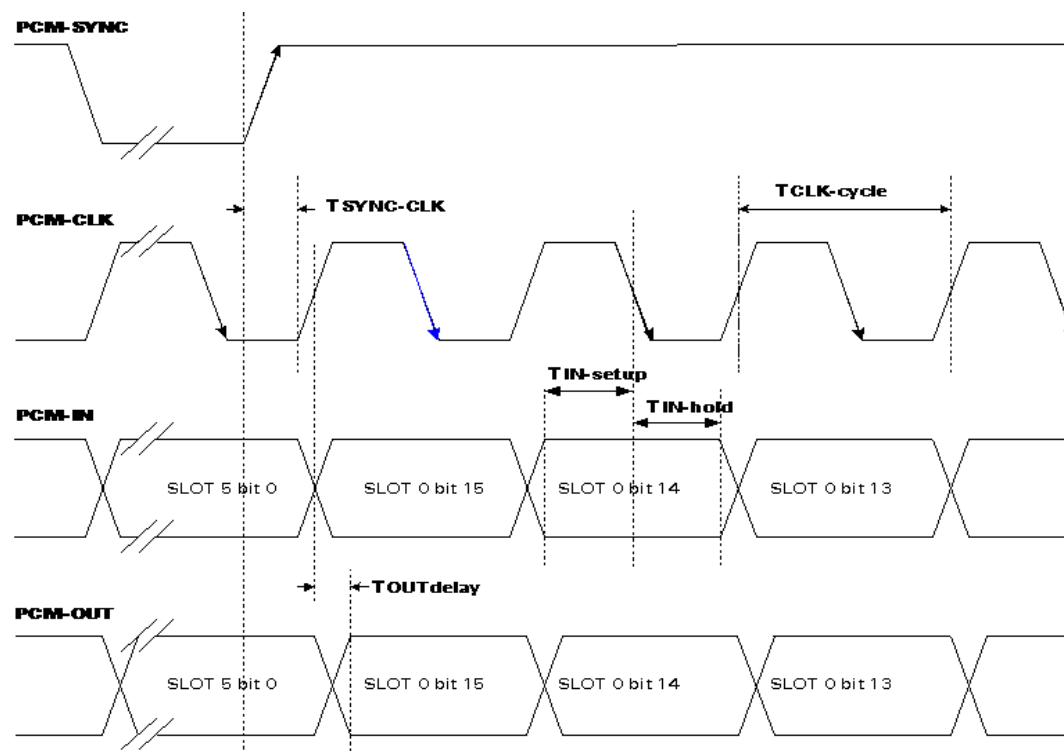 PCM-SYNC
TSYNC-CLK
TCLK-cycle
PCM-CLK
TIN-setup
TIN-hold
PCM-IN
SLOT 5 bit 0
SLOT 0 bit 15
SLOT 0 bit 14
SLOT 0 bit 13
TOUTdelay
PCM-OUT
SLOT 5 bit 0
SLOT 0 bit 15
SLOT 0 bit 14
SLOT 0 bit 13